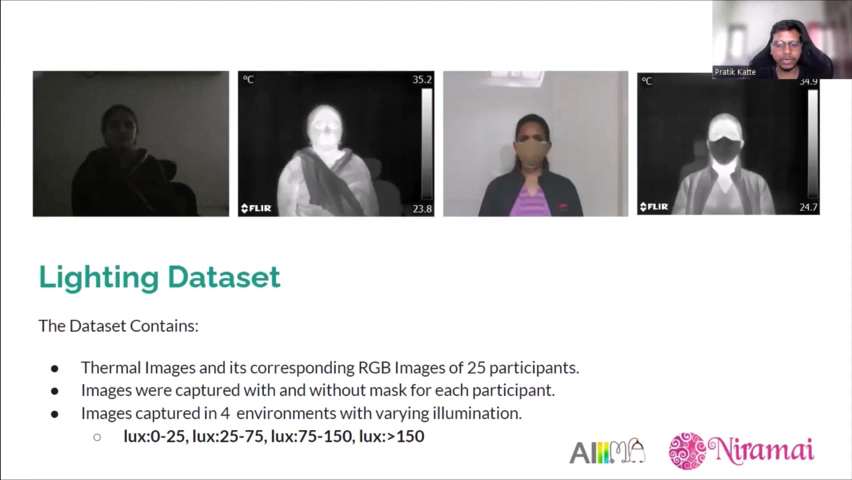 Pratik Katte
°C
35.2
FLIR
23.8
°C
34.9
FLIR
24.7
Lighting Dataset
The Dataset Contains:
● Thermal Images and its corresponding RGB Images of 25 participants.
● Images were captured with and without mask for each participant.
● Images captured in 4 environments with varying illumination.
○ lux:0-25, lux:25-75, lux:75-150, lux:>150
Niramai